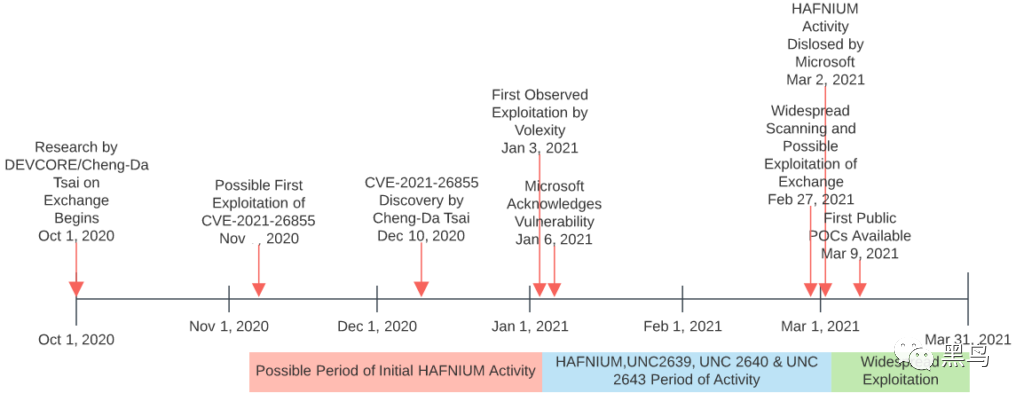 Research by
DEVCORE/Cheng-Da
Tsai on
Exchange
Begins
Oct 1, 2020
Possible First
Exploitation of
CVE-2021-26855
Nov , 2020
CVE-2021-26855
Discovery by
Cheng-Da Tsai
Dec 10, 2020
First Observed
Exploitation by
Volexity
Jan 3, 2021
Microsoft
Acknowledges
Vulnerability
Jan 6, 2021
HAFNIUM
Activity
Dislosed by
Microsoft
Mar 2, 2021
Widespread
Scanning and
Possible
Exploitation of
Exchange
Feb 27, 2021
First Public
POCs Available
Mar 9, 2021
Oct 1, 2020
Nov 1, 2020
Dec 1, 2020
Jan 1, 2021
Feb 1, 2021
Mar 1, 2021
Mar 31, 2021
Possible Period of Initial HAFNIUM Activity
HAFNIUM,UNC2639, UNC 2640 & UNC
2643 Period of Activity
Widespread
Exploitation
黑鸟